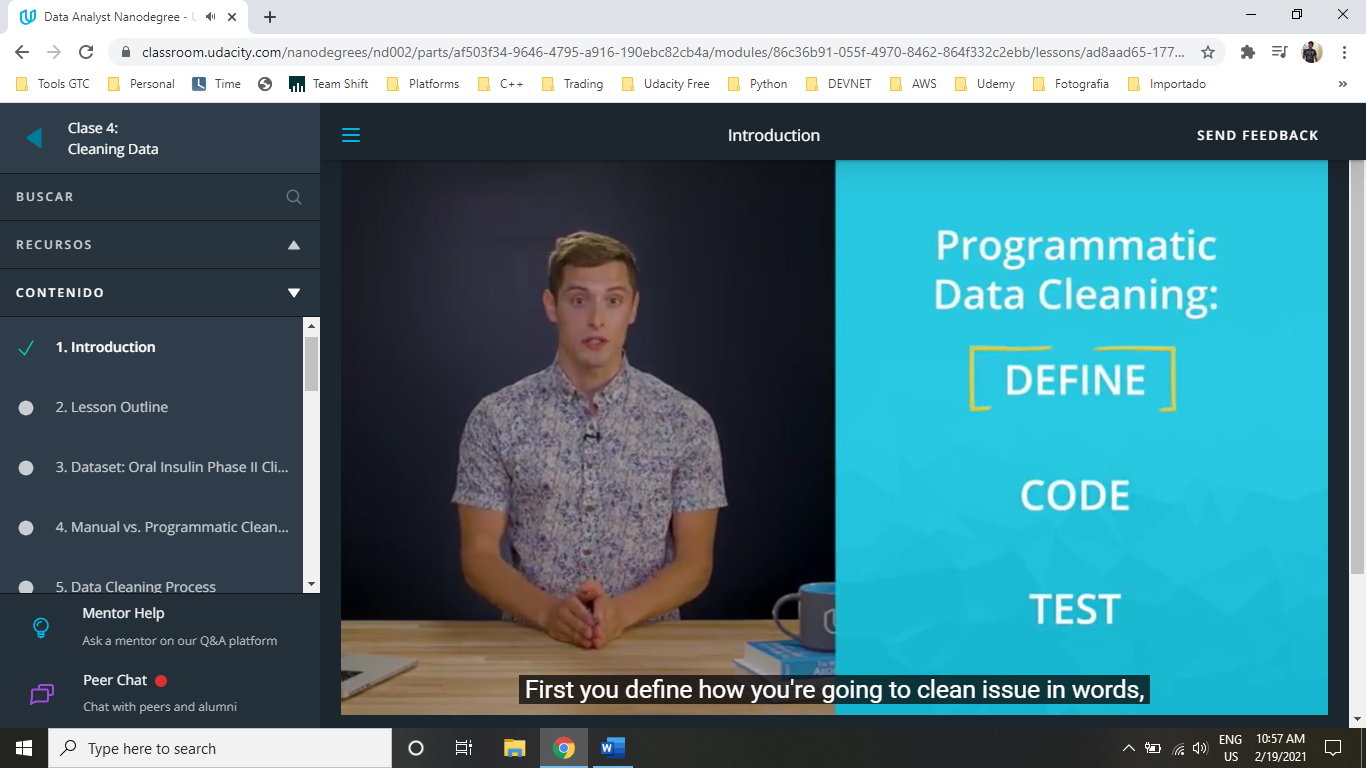 Data Analyst Nanodegree - U
classroom.udacity.com/nanodegrees/nd002/parts/af503f34-9646-4795-a916-190ebc82cb4a/modules/86c36b91-055f-4970-8462-864f332c2ebb/lessons/ad8aad65-177...
Tools GTC Personal Time Team Shift Platforms C++ Trading Udacity Free Python DEVNET AWS Udemy Fotografia Importado »
Clase 4:
Cleaning Data
Introduction
SEND FEEDBACK
BUSCAR
RECURSOS
CONTENIDO
1. Introduction
2. Lesson Outline
3. Dataset: Oral Insulin Phase II Cli...
4. Manual vs. Programmatic Clean...
5. Data Cleaning Process
Mentor Help
Ask a mentor on our Q&A platform
Peer Chat
Chat with peers and alumni
Programmatic
Data Cleaning:
DEFINE
CODE
TEST
First you define how you're going to clean issue in words,
Type here to search
ENG
US
10:57 AM
2/19/2021